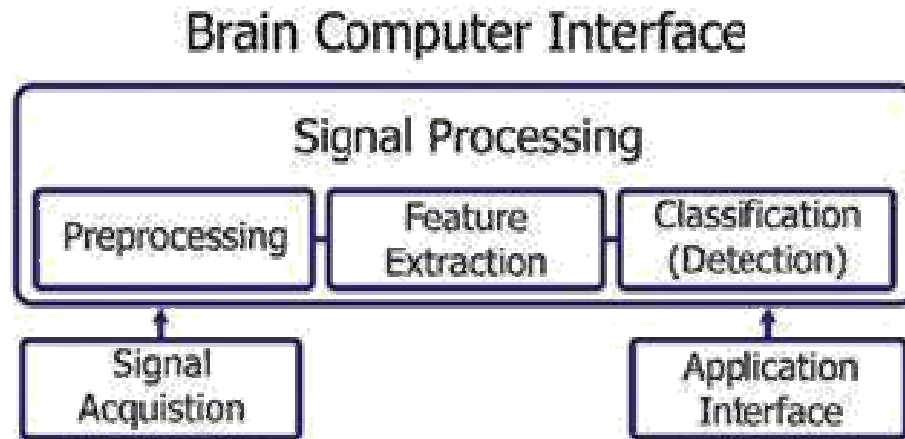 Brain Computer Interface
Signal Processing
Preprocessing
Feature
Extraction
Classification
(Detection)
Signal
Acquistion
Application
Interface